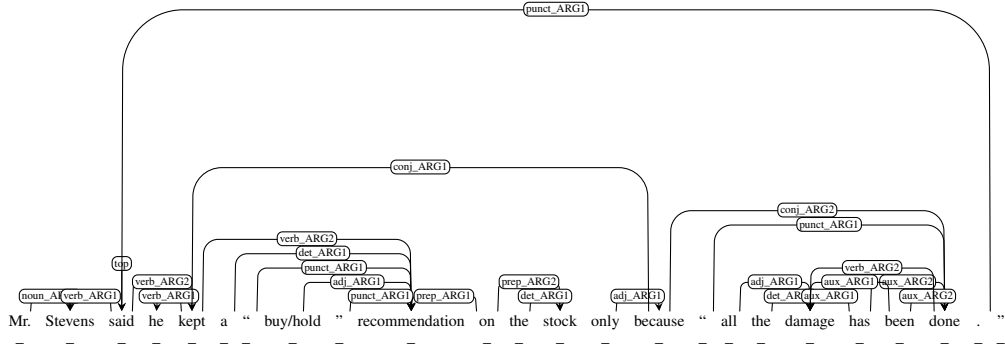 punct_ARG1
conj_ARG1
conj_ARG2
punct_ARG1
verb_ARG2
det_ARG1
top punct_ARG1 verb_ARG2
verb_ARG2 adj_ARG1 prep_ARG2 adj_ARG1 aux_ARG1 aux_ARG2
verb_ARG1 verb_ARG1 punct_ARG1 prep_ARG1 det_ARG1 adj_ARG1 aux_ARG1 aux_ARG2
Mr. Stevens said he kept a “ buy/hold ” recommendation on the stock only because “ all the damage has been done . ”
_ _ _ _ _ _ _ _ _ _ _ _ _ _ _ _ _ _ _ _ _ _ _ _